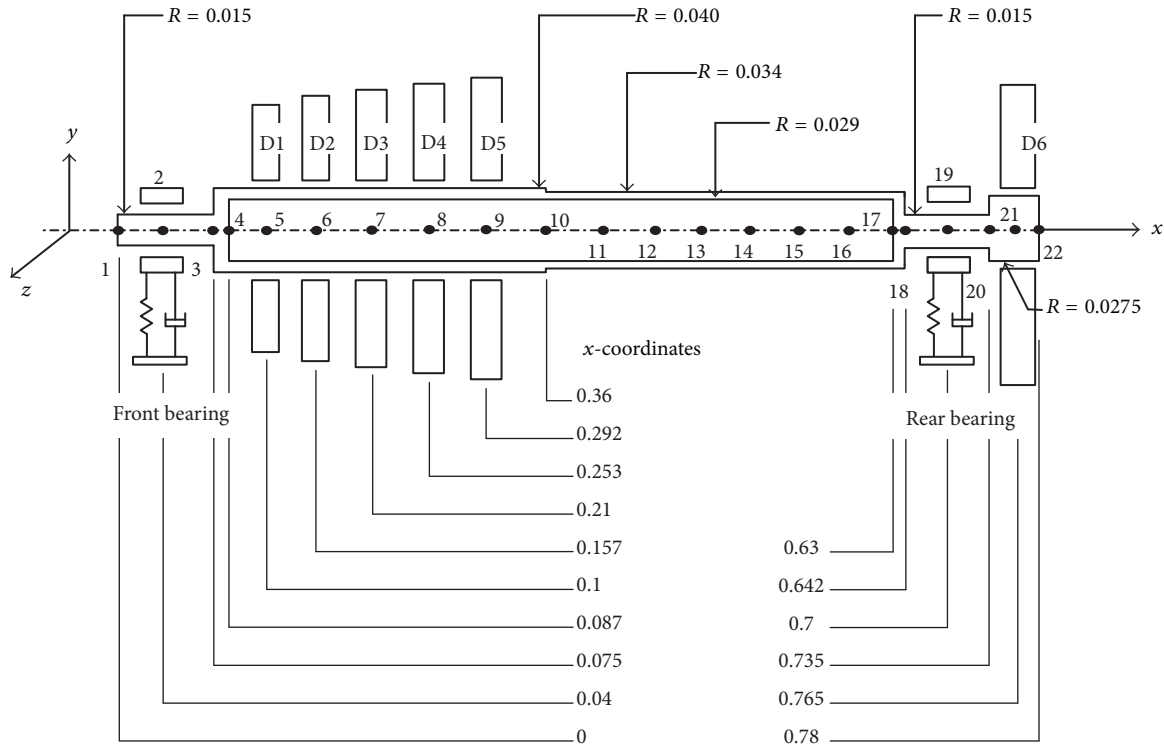 R = 0.015
R = 0.040
R = 0.015
R = 0.034
R = 0.029
y
D1
D2
D3
D4
D5
D6
2
19
4
5
6
7
8
9
10
17
21
x
11
12
13
14
15
16
22
1
3
z
18
20
R = 0.0275
x-coordinates
0.36
Front bearing
Rear bearing
0.292
0.253
0.21
0.157
0.63
0.1
0.642
0.087
0.7
0.075
0.735
0.04
0.765
0
0.78